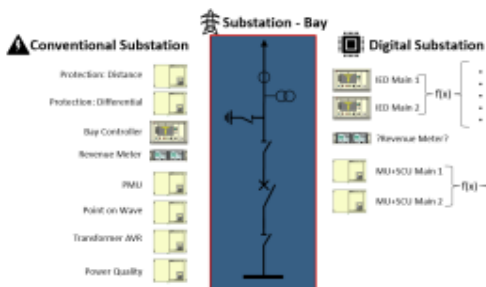 Substation - Bay
Conventional Substation
Protection: Distance
Protection: Differential
Bay Controller
Revenue Meter
PMU
Point on Wave
Transformer AVR
Power Quality
Digital Substation
IED Main 1
IED Main 2
f(x)
?Revenue Meter?
MU+SCU Main 1
MU+SCU Main 2
f(x)